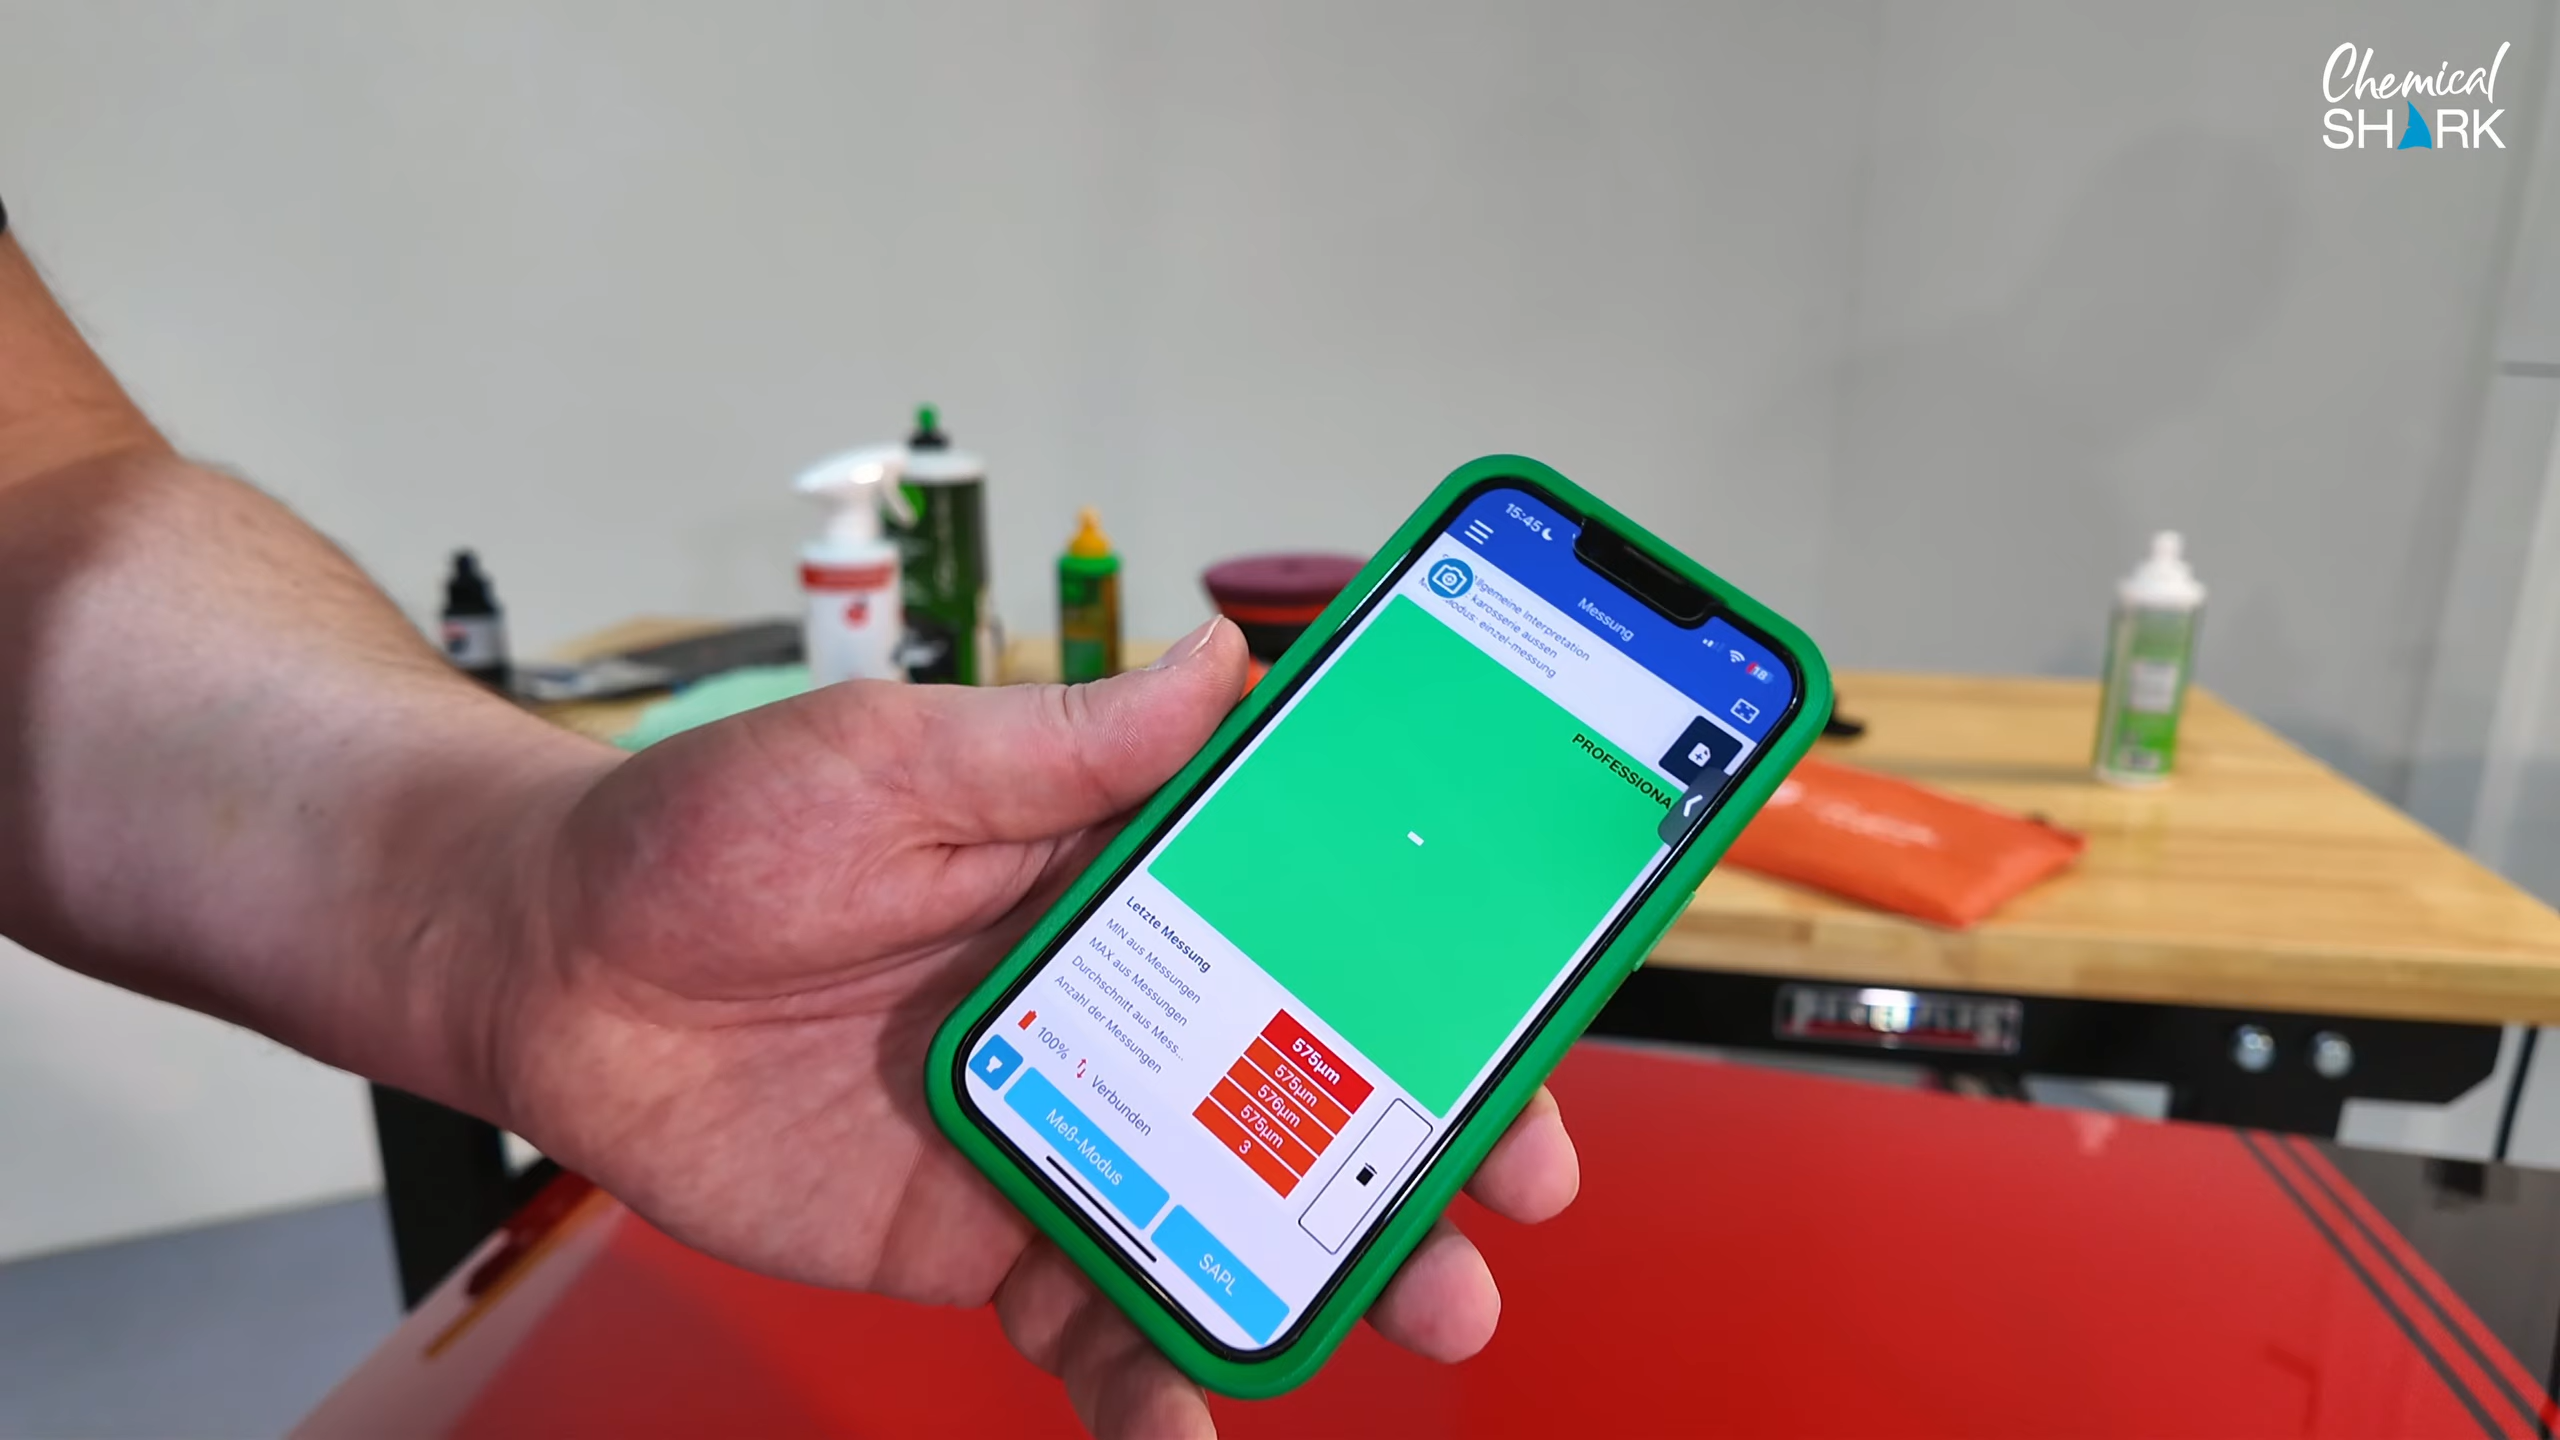 Chemical
SHARK
15:45
18
Messung
llgemeine Interpretation
karosserie aussen
odus: einzel-messung
PROFESSIONA
Letzte Messung
575µm
MIN aus Messungen
575µm
MAX aus Messungen
576µm
Durchschnitt aus Mess...
575µm
Anzahl der Messungen
3
100%
Verbunden
Meß-Modus
SAPL